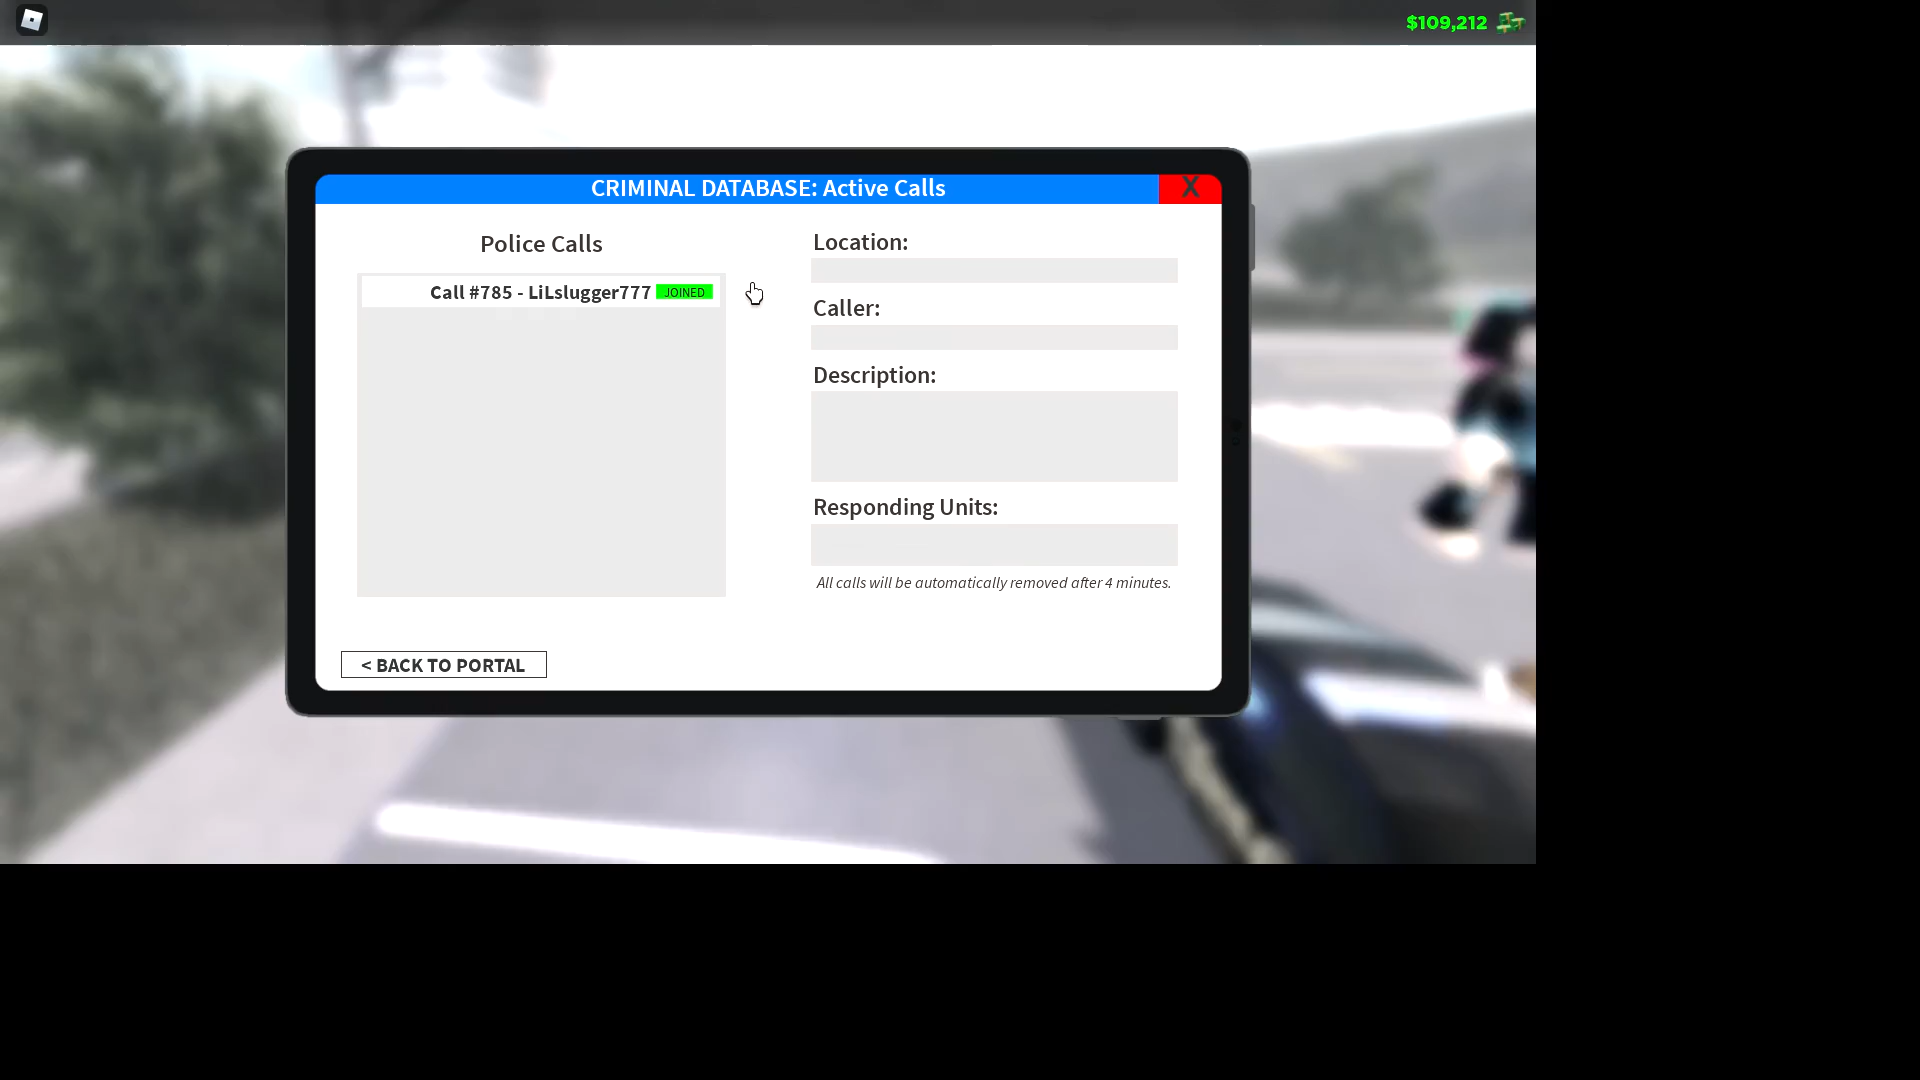 $109,212
CRIMINAL DATABASE: Active Calls
X
Police Calls
Call #785 - LiLslugger777 JOINED
Location:
Caller:
Description:
Responding Units:
All calls will be automatically removed after 4 minutes.
< BACK TO PORTAL